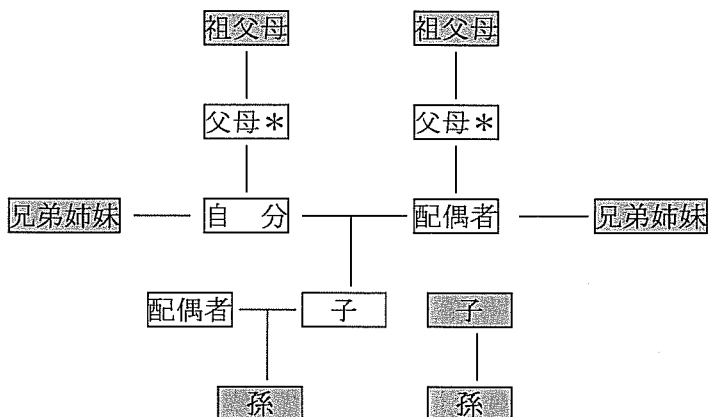 祖父母 祖父母
父母＊ 父母＊
兄弟姉妹 自　分 配偶者 兄弟姉妹
配偶者 子 子
孫 孫